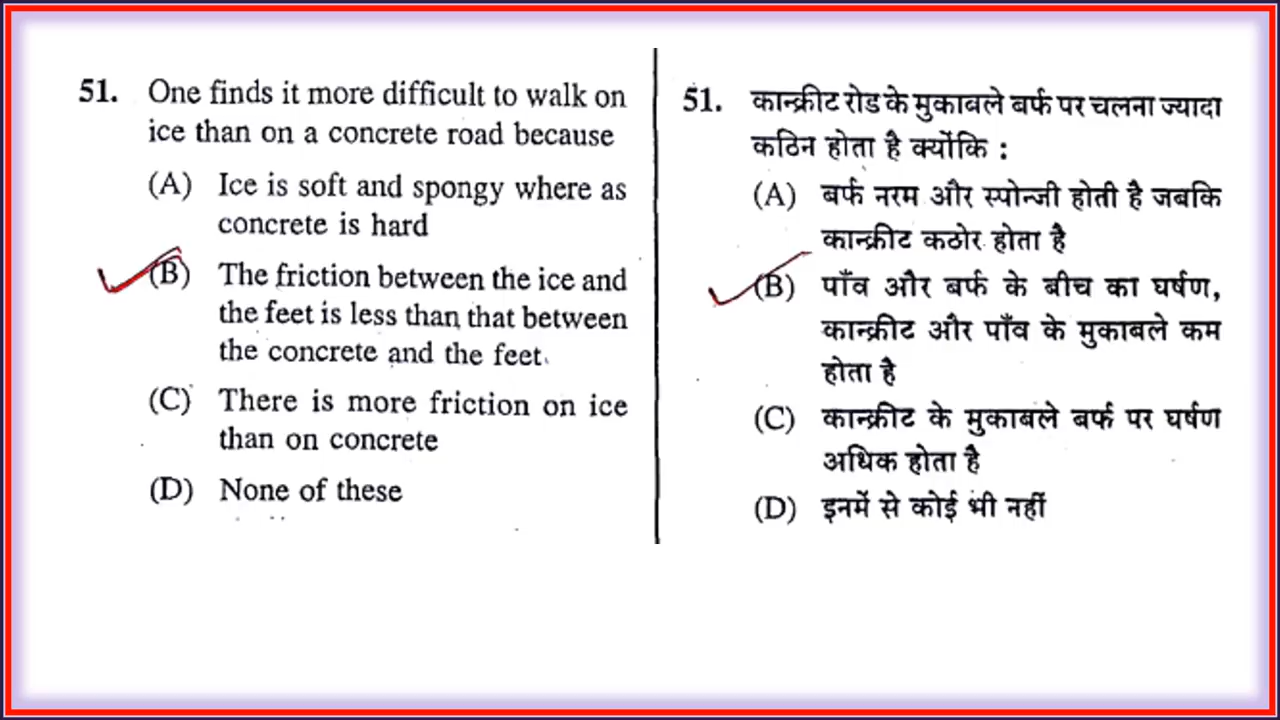 51. One finds it more difficult to walk on
ice than on a concrete road because
(A) Ice is soft and spongy where as
concrete is hard
(B) The friction between the ice and
the feet is less than that between
the concrete and the feet
(C) There is more friction on ice
than on concrete
(D) None of these
51. कान्क्रीट रोड के मुकाबले बर्फ पर चलना ज्यादा
कठिन होता है क्योंकि :
(A) बर्फ नरम और स्पोन्जी होती है जबकि
कान्क्रीट कठोर होता है
(B) पाँव और बर्फ के बीच का घर्षण,
कान्क्रीट और पाँव के मुकाबले कम
होता है
(C) कान्क्रीट के मुकाबले बर्फ पर घर्षण
अधिक होता है
(D) इनमें से कोई भी नहीं